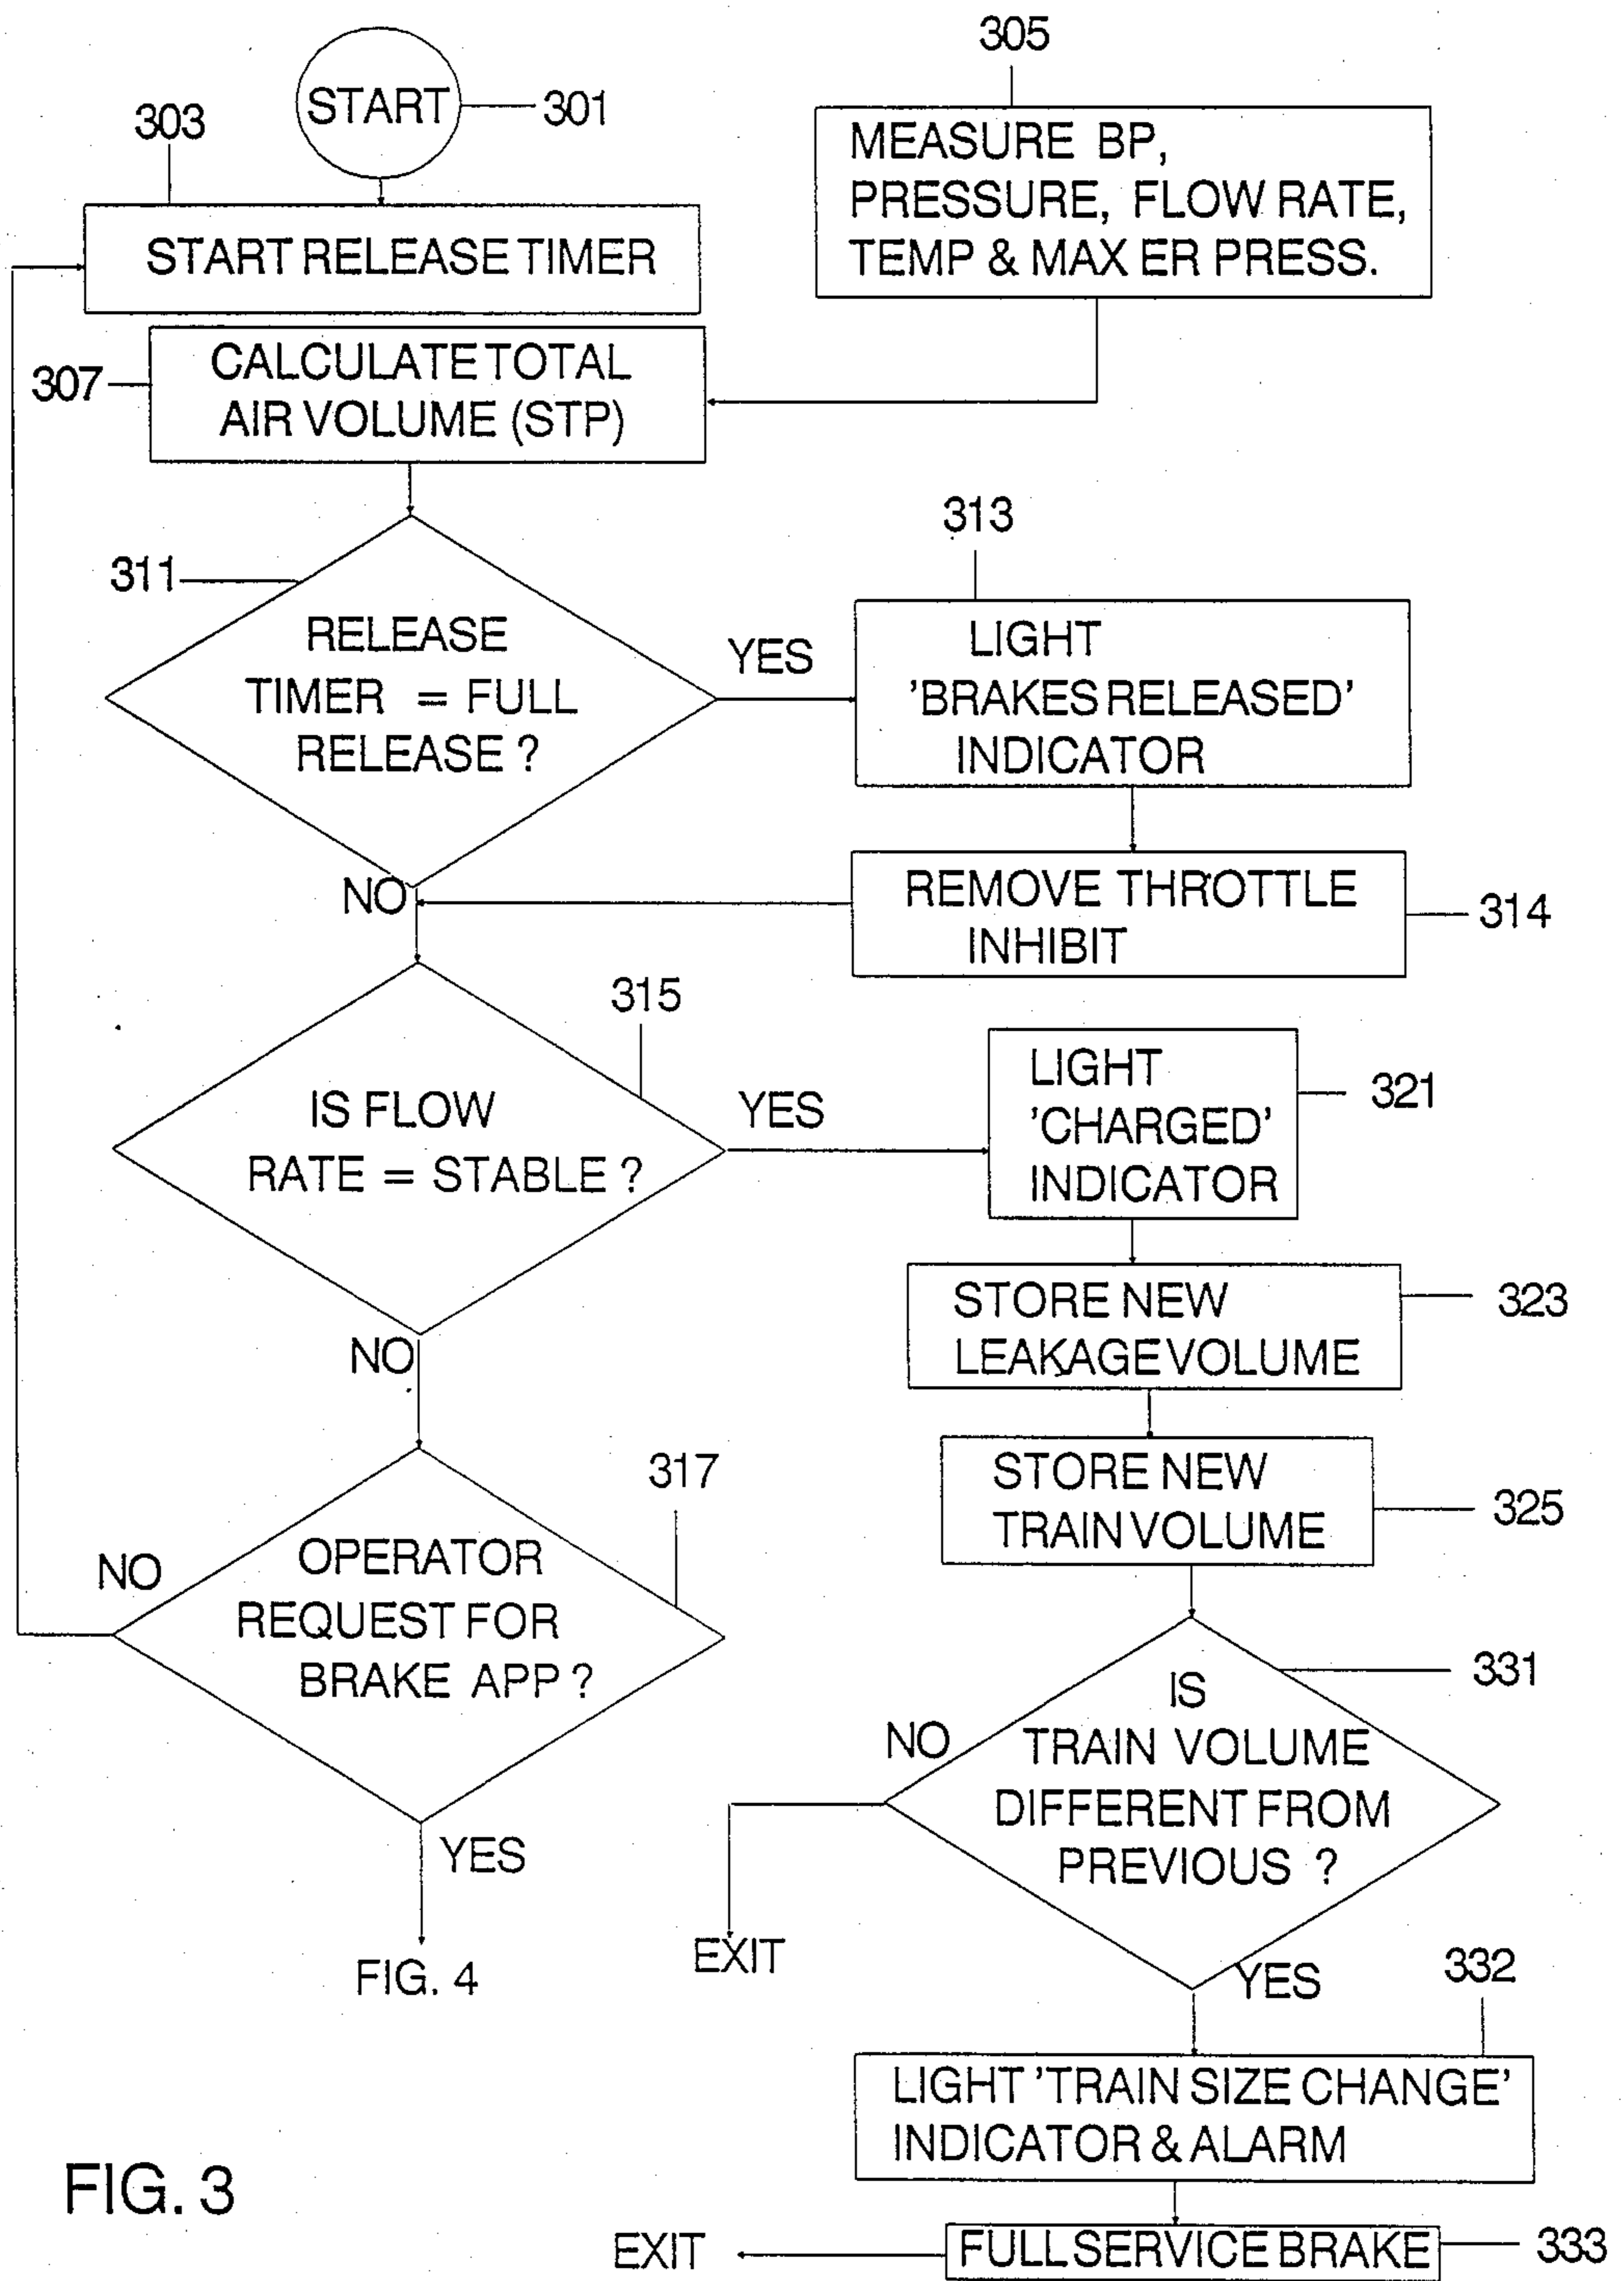 305
START
301
303
MEASURE BP,
PRESSURE, FLOW RATE,
TEMP & MAX ER PRESS.
START RELEASE TIMER
307
CALCULATE TOTAL
AIR VOLUME (STP)
311
RELEASE
TIMER = FULL
RELEASE ?
YES
313
LIGHT
'BRAKES RELEASED'
INDICATOR
NO
REMOVE THROTTLE
INHIBIT
314
315
IS FLOW
RATE = STABLE ?
YES
LIGHT
'CHARGED'
INDICATOR
321
NO
STORE NEW
LEAKAGE VOLUME
323
317
STORE NEW
TRAIN VOLUME
325
NO
OPERATOR
REQUEST FOR
BRAKE APP ?
YES
FIG. 4
331
IS
TRAIN VOLUME
DIFFERENT FROM
PREVIOUS ?
NO
EXIT
YES
332
LIGHT 'TRAIN SIZE CHANGE'
INDICATOR & ALARM
FIG. 3
EXIT
FULL SERVICE BRAKE
333